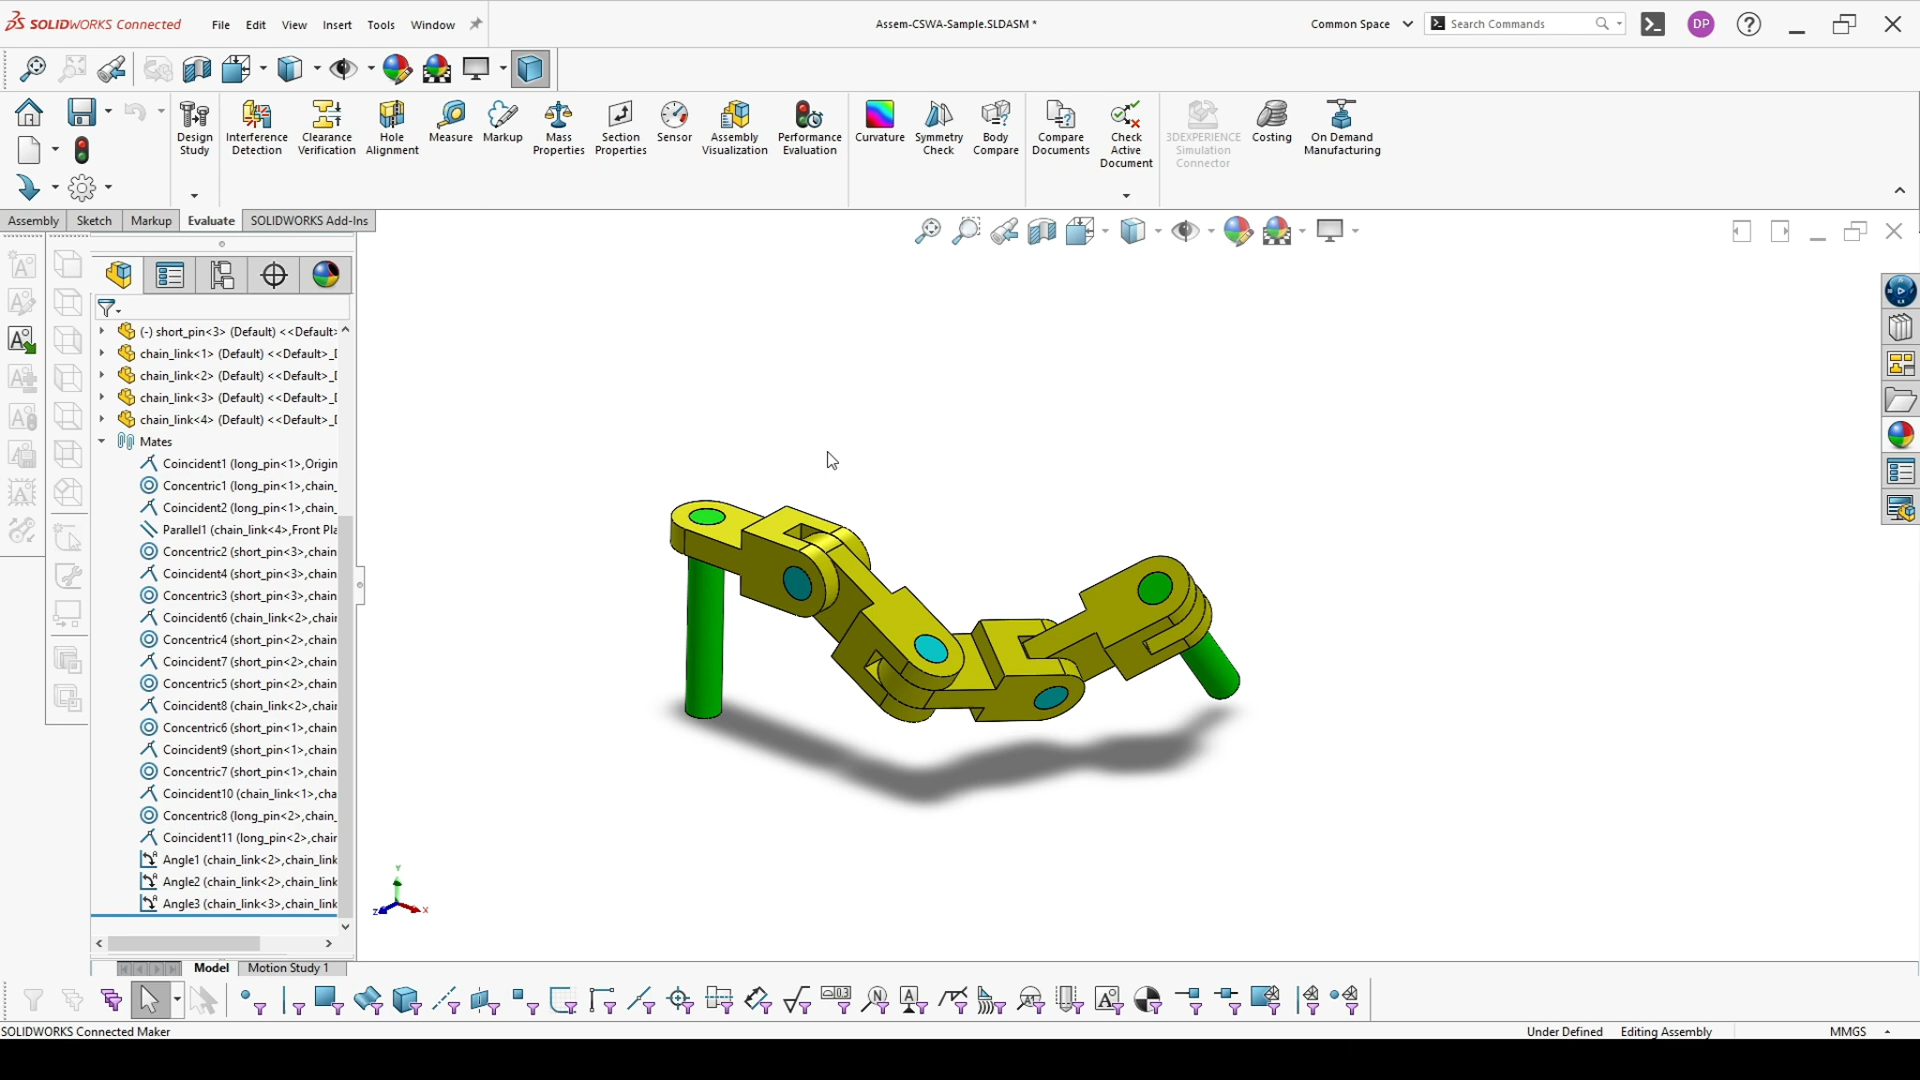 SOLIDWORKS Connected
File Edit View Insert Tools Window
Assem-CSWA-Sample.SLDASM *
Common Space
Search Commands
DP
Design Study
Interference Detection
Clearance Verification
Hole Alignment
Measure
Markup
Mass Properties
Section Properties
Sensor
Assembly Visualization
Performance Evaluation
Curvature
Symmetry Check
Body Compare
Compare Documents
Check Active Document
3DEXPERIENCE Simulation Connector
Costing
On Demand Manufacturing
Assembly Sketch Markup Evaluate SOLIDWORKS Add-Ins
(-) short_pin<3> (Default) <<Default>
chain_link<1> (Default) <<Default>_
chain_link<2> (Default) <<Default>_
chain_link<3> (Default) <<Default>_
chain_link<4> (Default) <<Default>_
Mates
Coincident1 (long_pin<1>,Origin
Concentric1 (long_pin<1>,chain_
Coincident2 (long_pin<1>,chain_
Parallel1 (chain_link<4>,Front Pla
Concentric2 (short_pin<3>,chain
Coincident4 (short_pin<3>,chain
Concentric3 (short_pin<3>,chain
Coincident6 (chain_link<2>,chain
Concentric4 (short_pin<2>,chain
Coincident7 (short_pin<2>,chain
Concentric5 (short_pin<2>,chain
Coincident8 (chain_link<2>,chain
Concentric6 (short_pin<1>,chain
Coincident9 (short_pin<1>,chain
Concentric7 (short_pin<1>,chain
Coincident10 (chain_link<1>,cha
Concentric8 (long_pin<2>,chain_
Coincident11 (long_pin<2>,chain
Angle1 (chain_link<2>,chain_link
Angle2 (chain_link<2>,chain_link
Angle3 (chain_link<3>,chain_link
Y
Z
X
Model Motion Study 1
SOLIDWORKS Connected Maker
Under Defined Editing Assembly MMGS